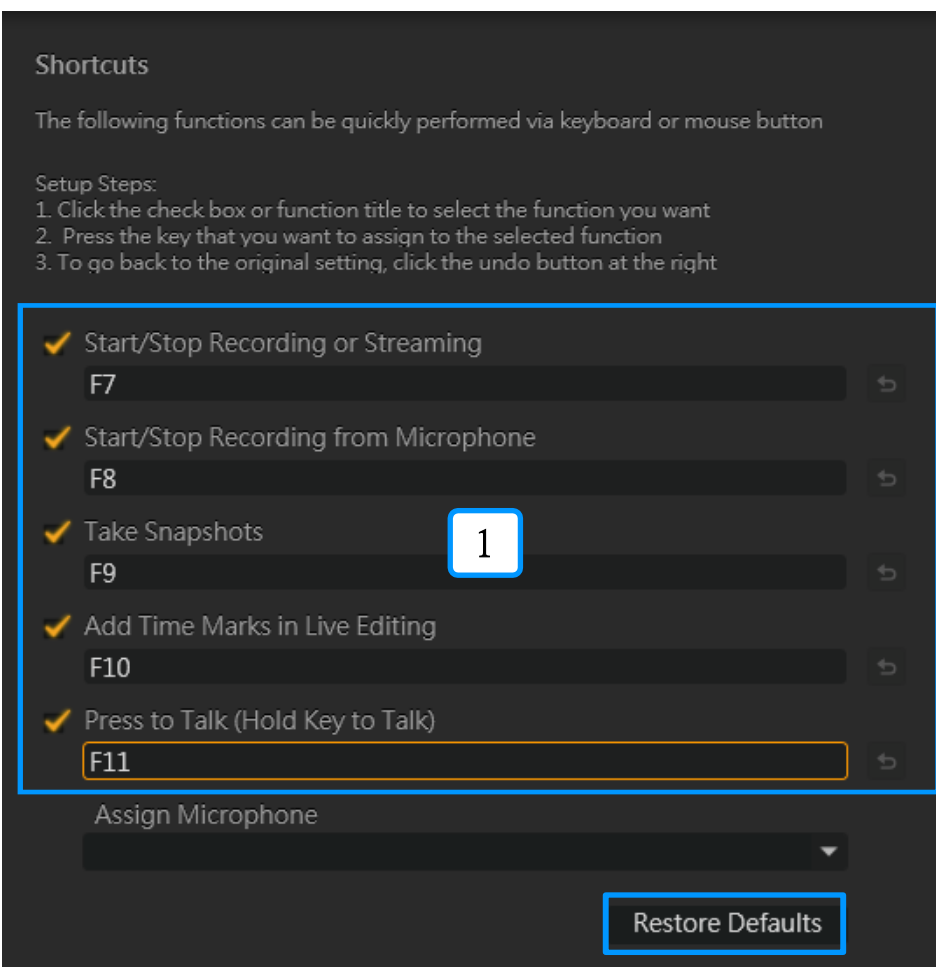 Shortcuts
The following functions can be quickly performed via keyboard or mouse button
Setup Steps:
1. Click the check box or function title to select the function you want
2. Press the key that you want to assign to the selected function
3. To go back to the original setting, click the undo button at the right
Start/Stop Recording or Streaming
F7
Start/Stop Recording from Microphone
F8
Take Snapshots
1
F9
Add Time Marks in Live Editing
F10
Press to Talk (Hold Key to Talk)
F11
Assign Microphone
Restore Defaults